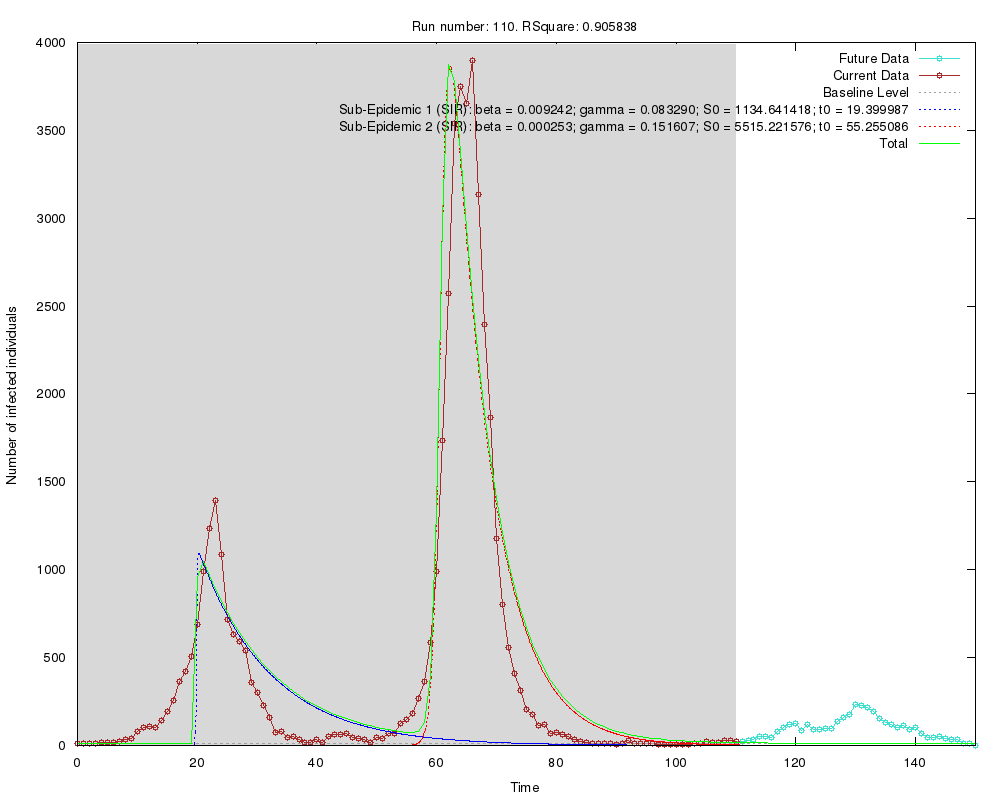 Run number: 110. RSquare: 0.905838
4000
3500
3000
2500
2000
1500
1000
500
0
Number of infected individuals
Future Data
Current Data
Baseline Level
Sub-Epidemic 1 (SIR): beta = 0.009242; gamma = 0.083290; S0 = 1134.641418; t0 = 19.399987
Sub-Epidemic 2 (SIR): beta = 0.000253; gamma = 0.151607; S0 = 5515.221576; t0 = 55.255086
Total
0 20 40 60 80 100 120 140
Time